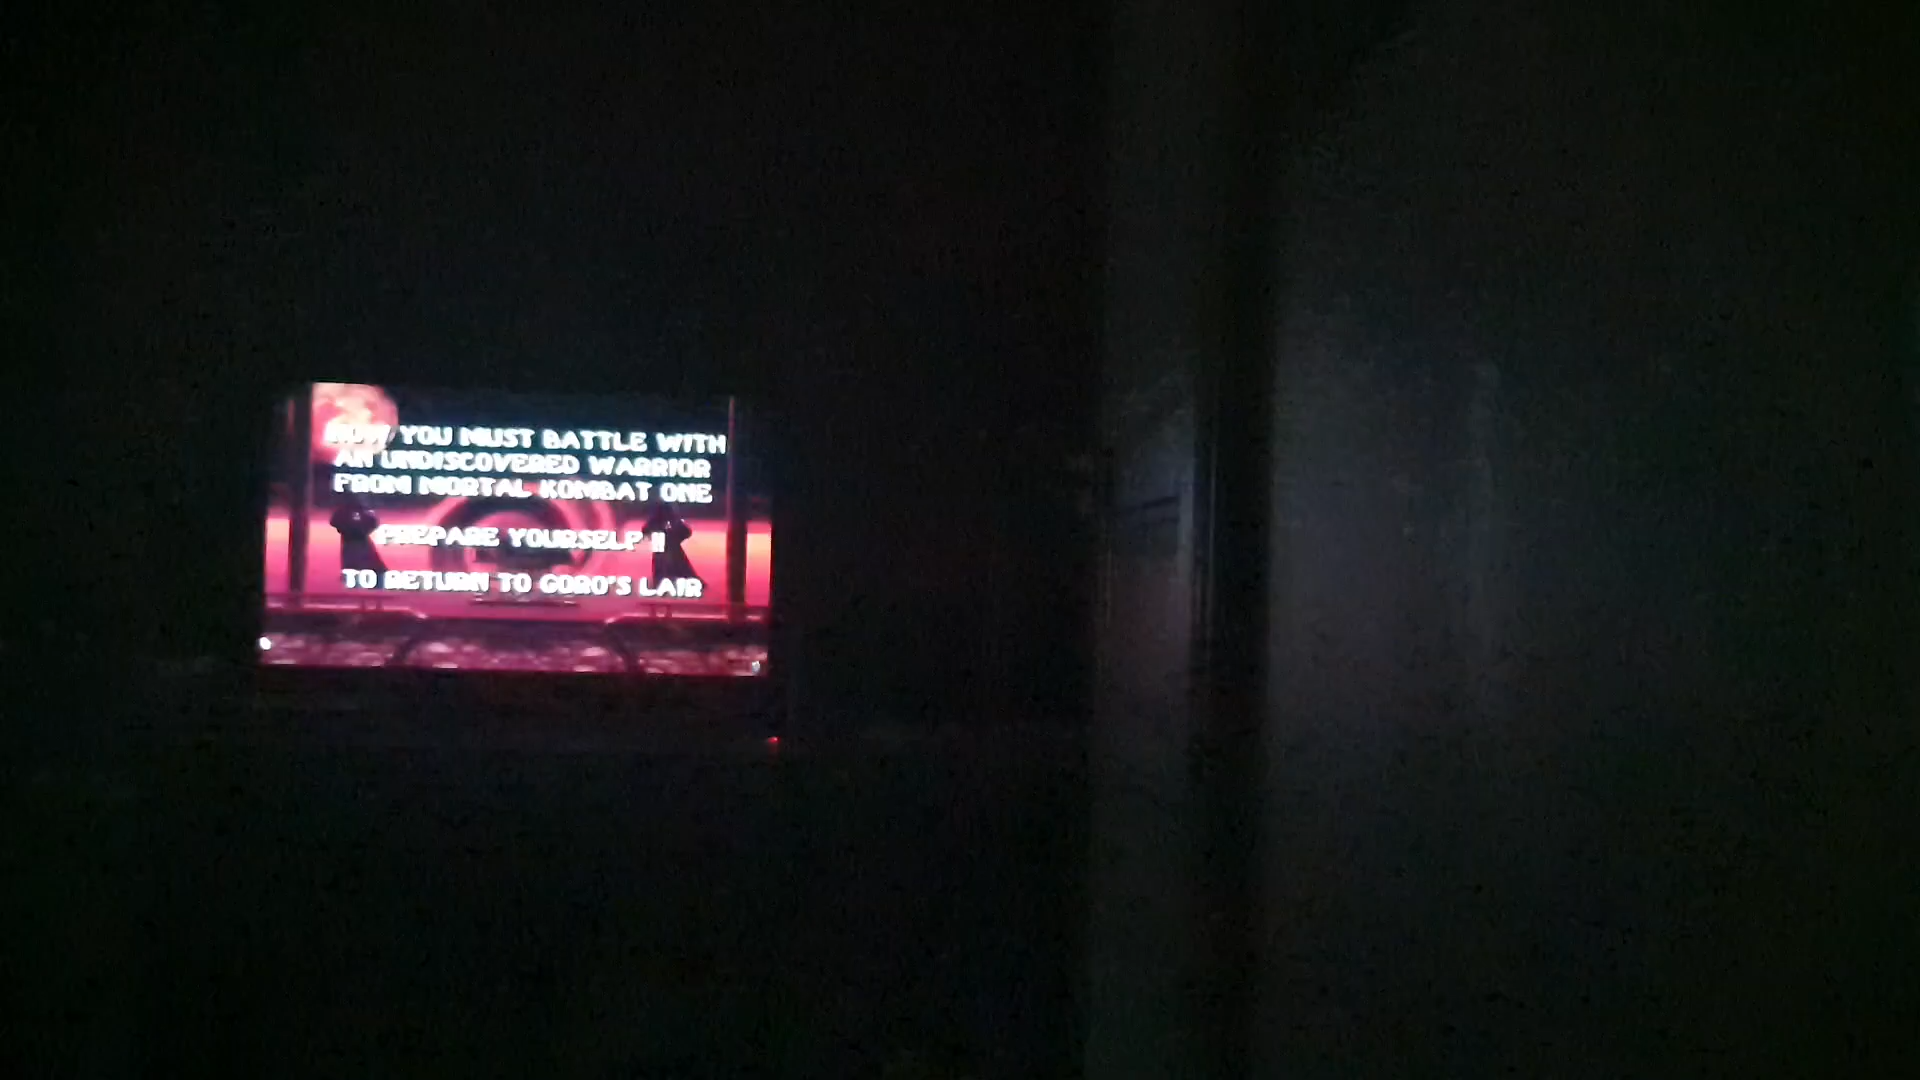 NOW YOU MUST BATTLE WITH
AN UNDISCOVERED WARRIOR
FROM MORTAL KOMBAT ONE
PREPARE YOURSELF !!
TO RETURN TO GORO'S LAIR